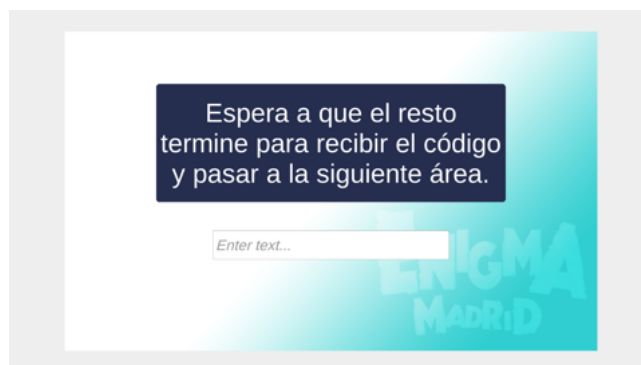 Espera a que el resto
termine para recibir el código
y pasar a la siguiente área.
Enter text...
ENIGMA
MADRID